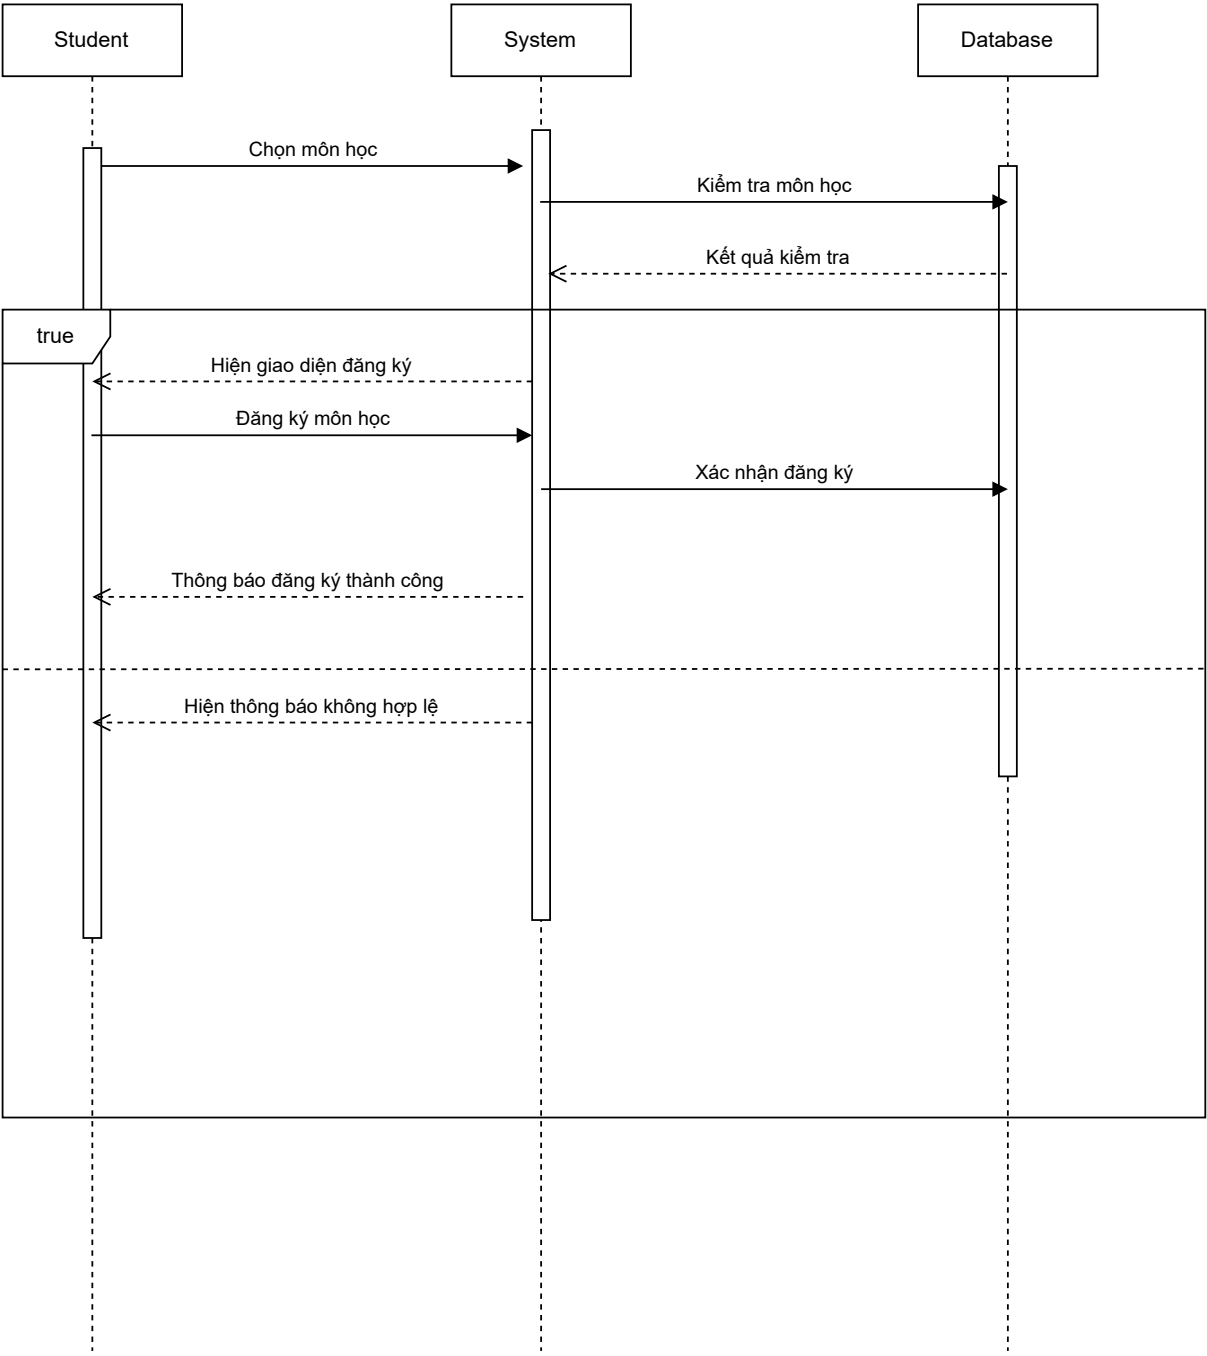 Student
System
Database
Chọn môn học
Kiểm tra môn học
Kết quả kiểm tra
true
Hiện giao diện đăng ký
Đăng ký môn học
Xác nhận đăng ký
Thông báo đăng ký thành công
Hiện thông báo không hợp lệ